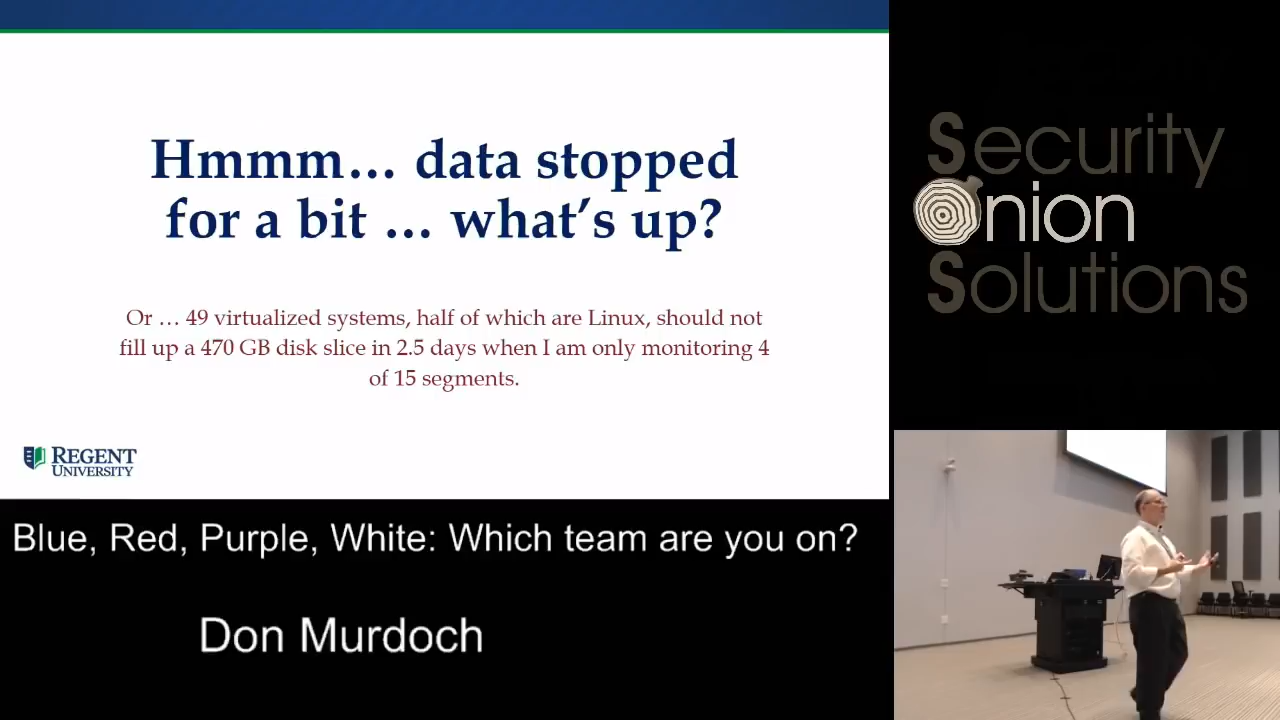 Hmmm… data stopped
for a bit … what's up?
Or … 49 virtualized systems, half of which are Linux, should not
fill up a 470 GB disk slice in 2.5 days when I am only monitoring 4
of 15 segments.
REGENT
UNIVERSITY
Security
Onion
Solutions
Blue, Red, Purple, White: Which team are you on?
Don Murdoch